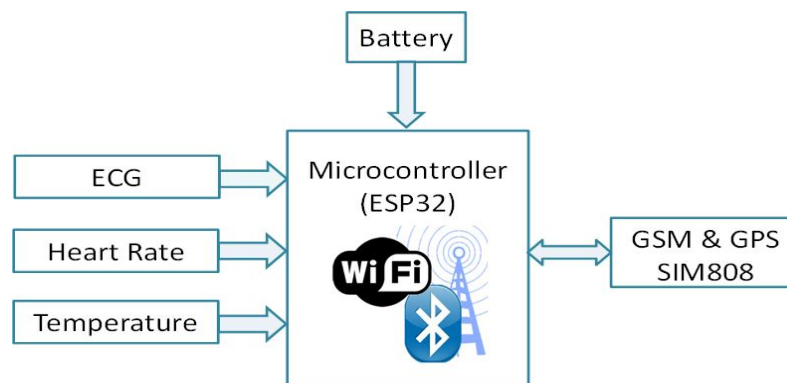 Battery
ECG
Heart Rate
Temperature
Microcontroller
(ESP32)
WiFi
GSM & GPS
SIM808